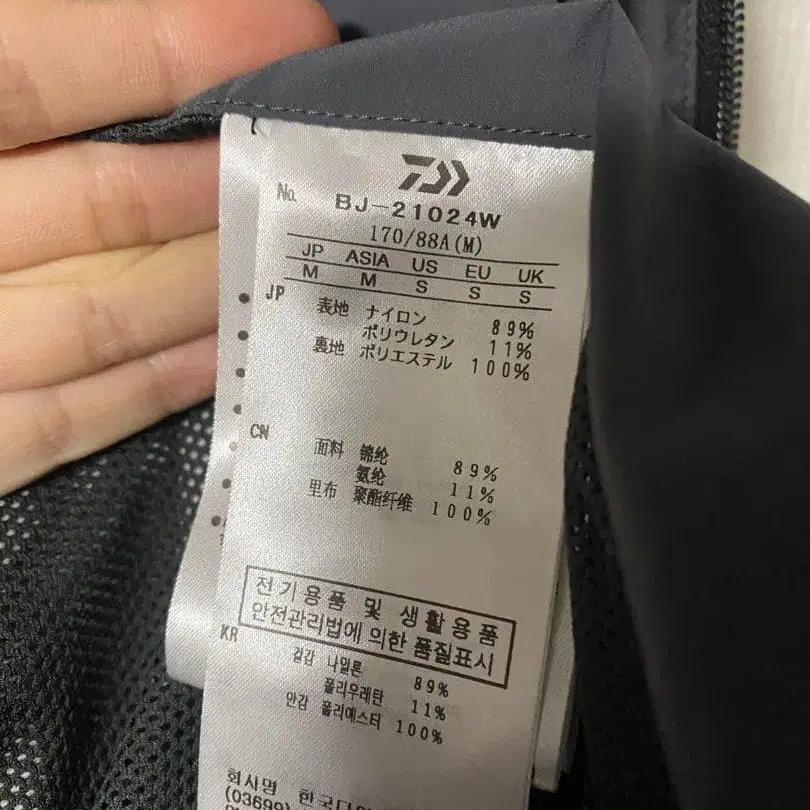 No. BJ-21024W
170/88A(M)
JP ASIA US EU UK
M M S S S
JP 表地 ナイロン 89%
ポリウレタン 11%
裏地 ポリエステル 100%
CN 面料 锦纶 89%
氨纶 11%
里布 聚酯纤维 100%
전기용품 및 생활용품
안전관리법에 의한 품질표시
KR 겉감 나일론 89%
폴리우레탄 11%
안감 폴리에스터 100%
회사명 한국다
(03699)